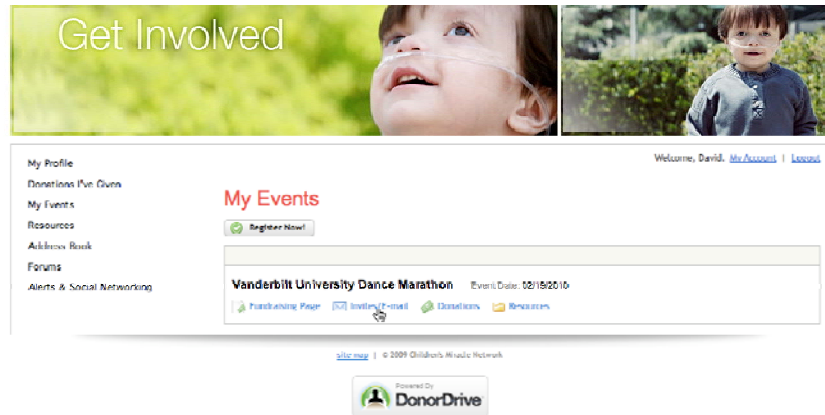 Get Involved
Welcome, David. My Account | Logout
My Profile
Donations I've Given
My Events
Resources
Address Book
Forums
Alerts & Social Networking
My Events
Register Now!
Vanderbilt University Dance Marathon Event Date: 02/19/2010
Fundraising Page Invites/E-mail Donations Resources
site map | © 2009 Children's Miracle Network
Powered By
DonorDrive